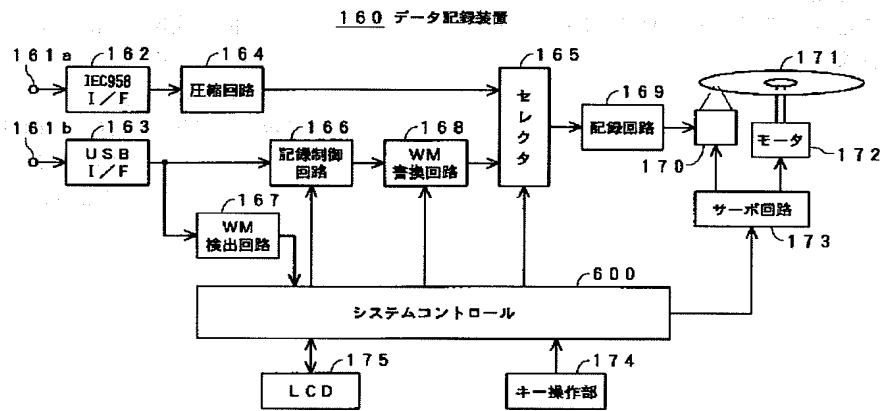 160 データ記録装置
161a
162
IEC958
I/F
164
圧縮回路
165
セレクタ
169
記録回路
171
170
モータ
172
161b
163
USB
I/F
166
記録制御
回路
168
WM
書換回路
167
WM
検出回路
サーボ回路
173
600
システムコントロール
175
LCD
174
キー操作部